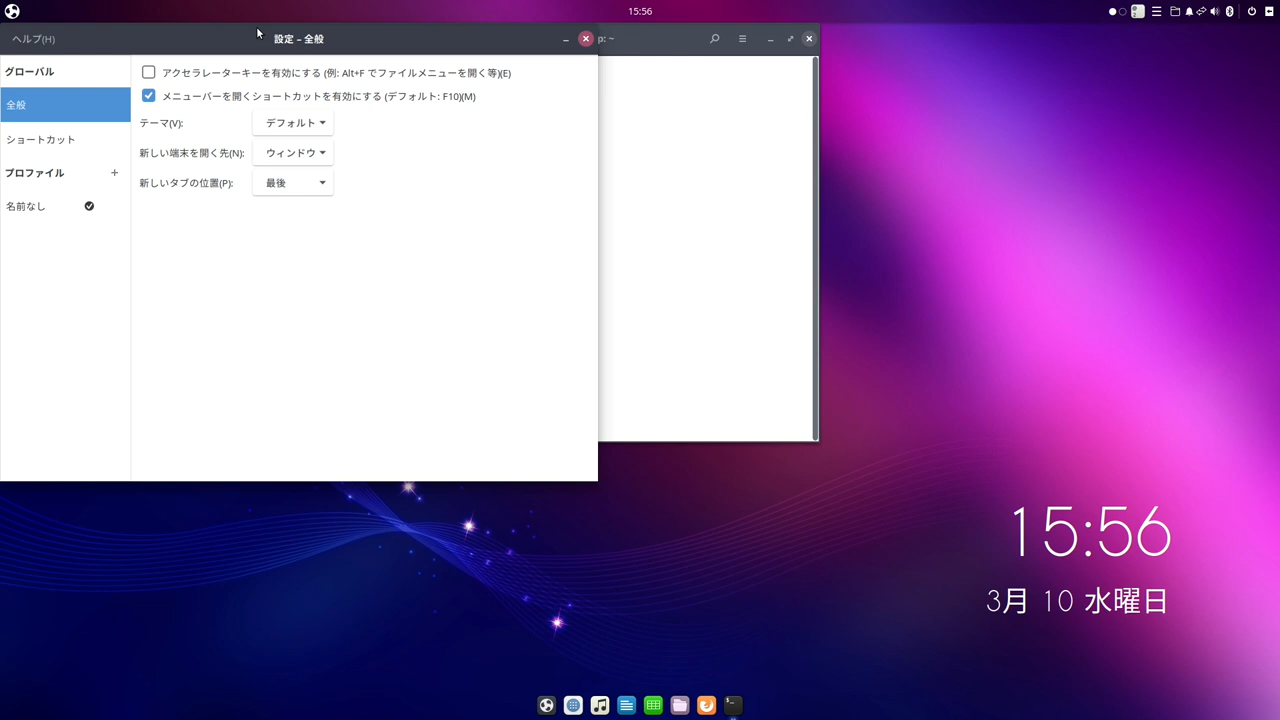 15:56
ヘルプ(H)
設定 – 全般
p: ~
グローバル
全般
ショートカット
プロファイル
名前なし
アクセラレーターキーを有効にする (例: Alt+F でファイルメニューを開く等)(E)
メニューバーを開くショートカットを有効にする (デフォルト: F10)(M)
テーマ(V): デフォルト
新しい端末を開く先(N): ウィンドウ
新しいタブの位置(P): 最後
15:56
3月 10 水曜日